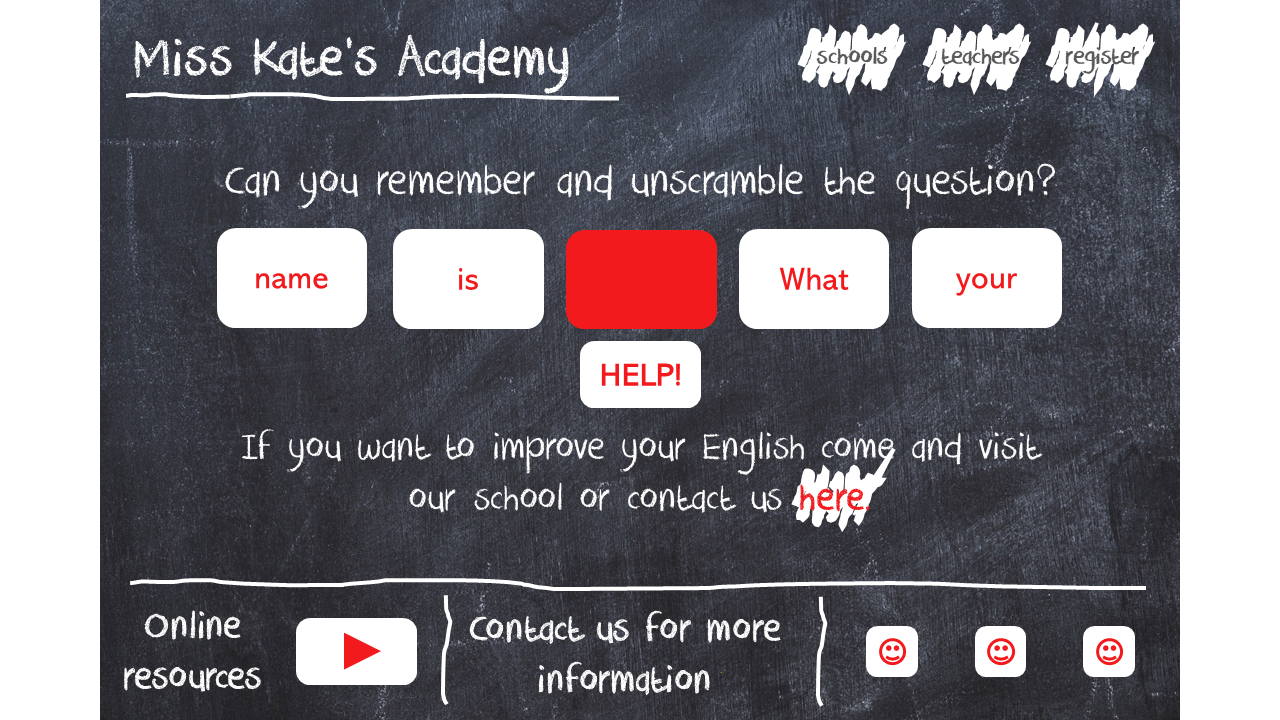 Miss Kate's Academy
schools teachers register
Can you remember and unscramble the question?
name is What your
HELP!
If you want to improve your English come and visit
our school or contact us here.
Online
resources
Contact us for more
information